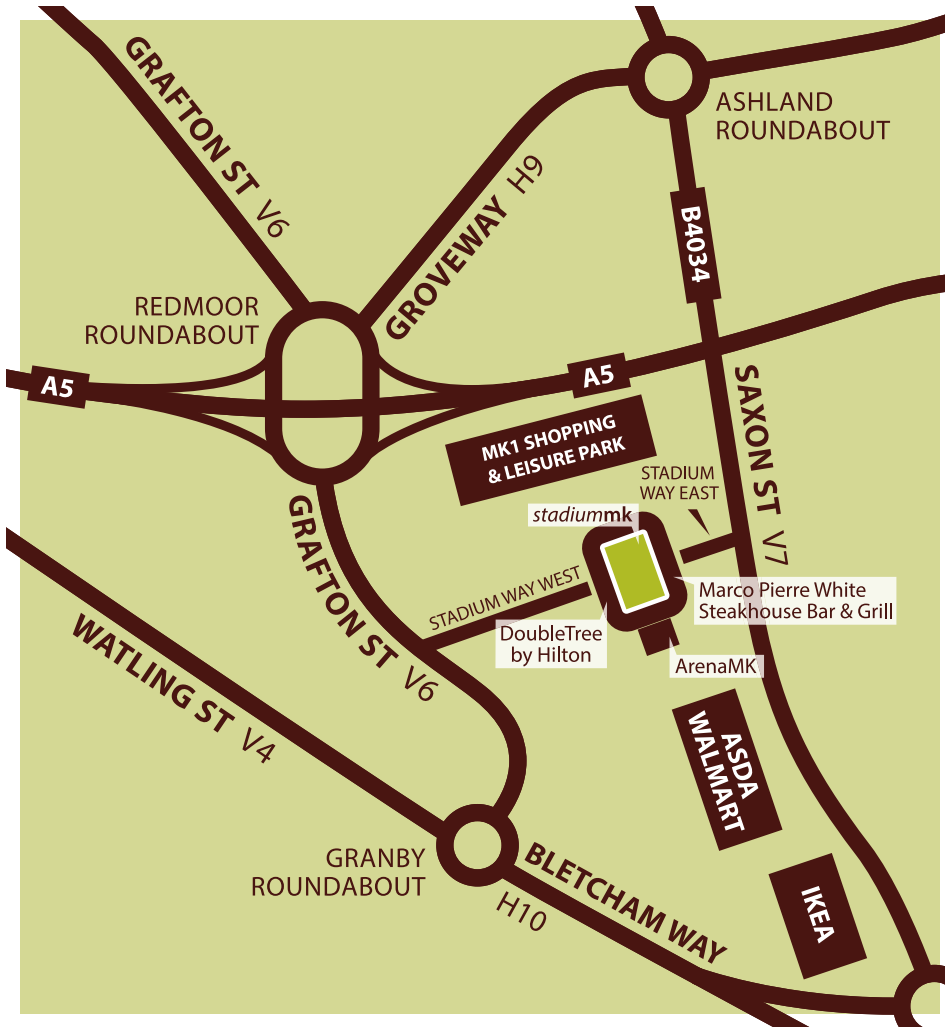 GRAFTON ST V6
GROVEWAY H9
ASHLAND
ROUNDABOUT
B4034
REDMOOR
ROUNDABOUT
A5
A5
MK1 SHOPPING
& LEISURE PARK
SAXON ST V7
STADIUM
WAY EAST
stadiummk
GRAFTON ST V6
STADIUM WAY WEST
Marco Pierre White
Steakhouse Bar & Grill
DoubleTree
by Hilton
ArenaMK
WATLING ST V4
ASDA
WALMART
GRANBY
ROUNDABOUT
BLETCHAM WAY
H10
IKEA